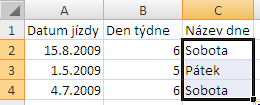 A B C
1 Datum jízdy Den týdne Název dne
2 15.8.2009 6 Sobota
3 1.5.2009 5 Pátek
4 4.7.2009 6 Sobota